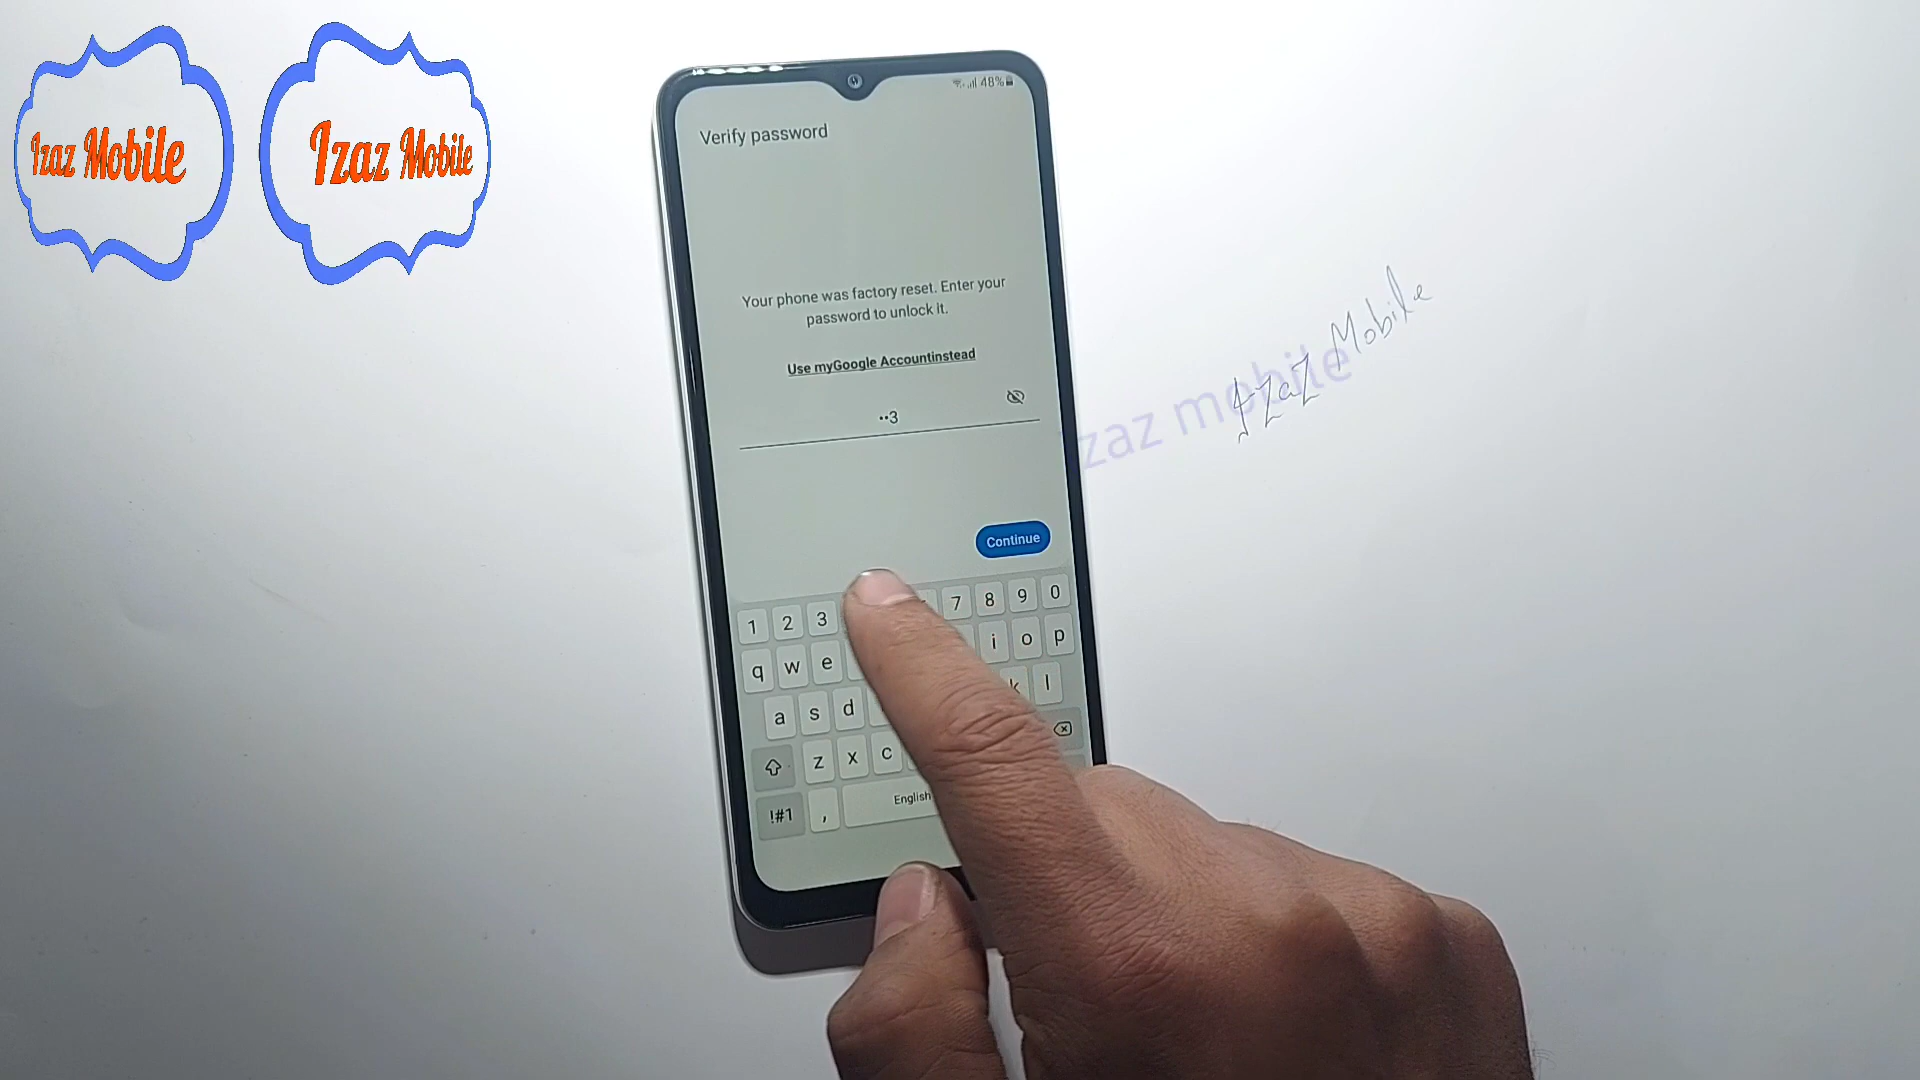 Izaz Mobile
Izaz Mobile
48%
Verify password
Your phone was factory reset. Enter your
password to unlock it.
Use myGoogle Accountinstead
••3
Continue
1 2 3 7 8 9 0
q w e i o p
a s d k l
z x c
!#1 , English
Izaz Mobile
izaz mobile